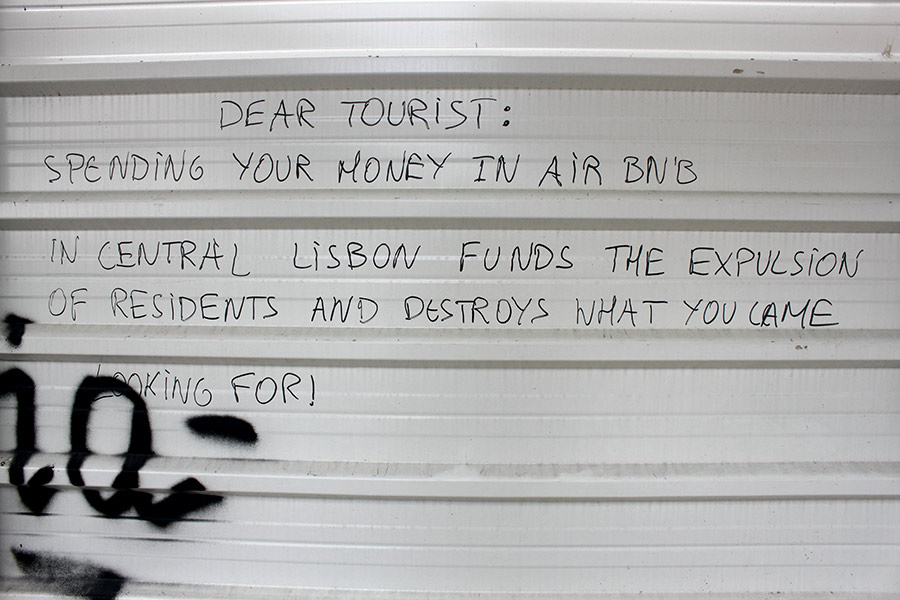 DEAR TOURIST:
SPENDING YOUR MONEY IN AIR BN'B
IN CENTRAL LISBON FUNDS THE EXPULSION
OF RESIDENTS AND DESTROYS WHAT YOU CAME
LOOKING FOR!